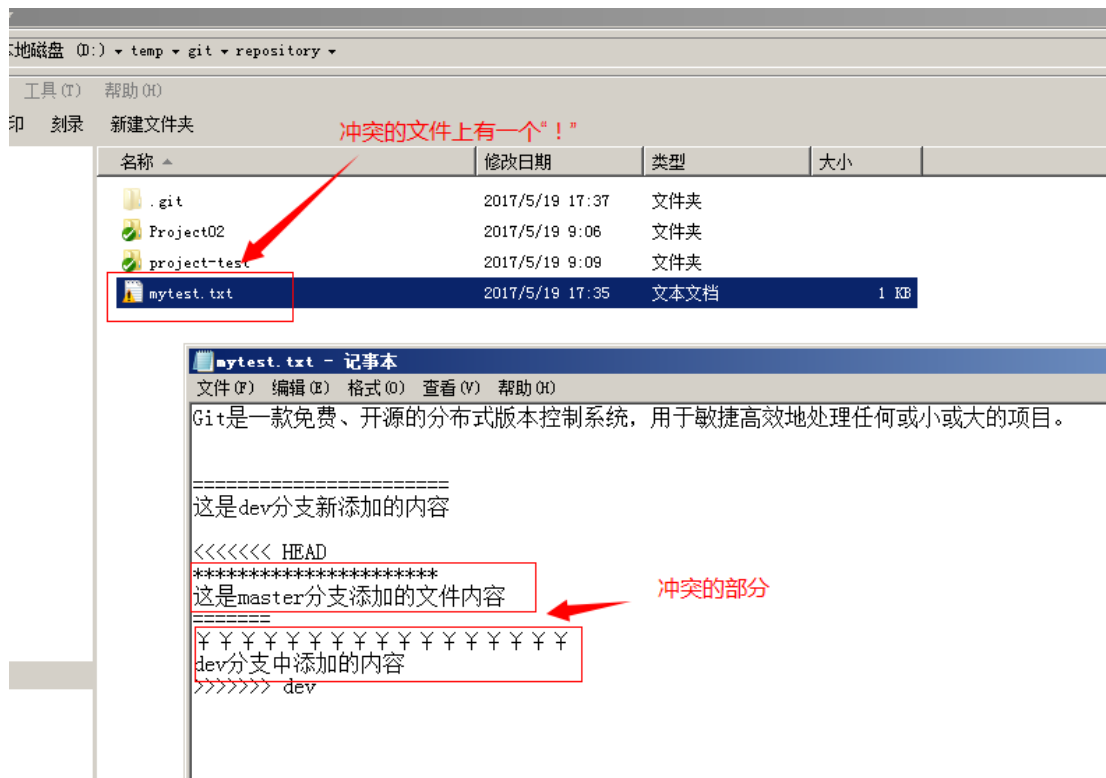 本地磁盘 (D:) ▾ temp ▾ git ▾ repository ▾
工具(T) 帮助(H)
印 刻录 新建文件夹
冲突的文件上有一个“！”
名称 修改日期 类型 大小
.git 2017/5/19 17:37 文件夹
Project02 2017/5/19 9:06 文件夹
project-test 2017/5/19 9:09 文件夹
mytest.txt 2017/5/19 17:35 文本文档 1 KB
mytest.txt - 记事本
文件(F) 编辑(E) 格式(O) 查看(V) 帮助(H)
Git是一款免费、开源的分布式版本控制系统，用于敏捷高效地处理任何或小或大的项目。
=======================
这是dev分支新添加的内容
<<<<<<< HEAD
**********************
这是master分支添加的文件内容
冲突的部分
=======
￥￥￥￥￥￥￥￥￥￥￥￥￥￥￥￥￥
dev分支中添加的内容
>>>>>>> dev